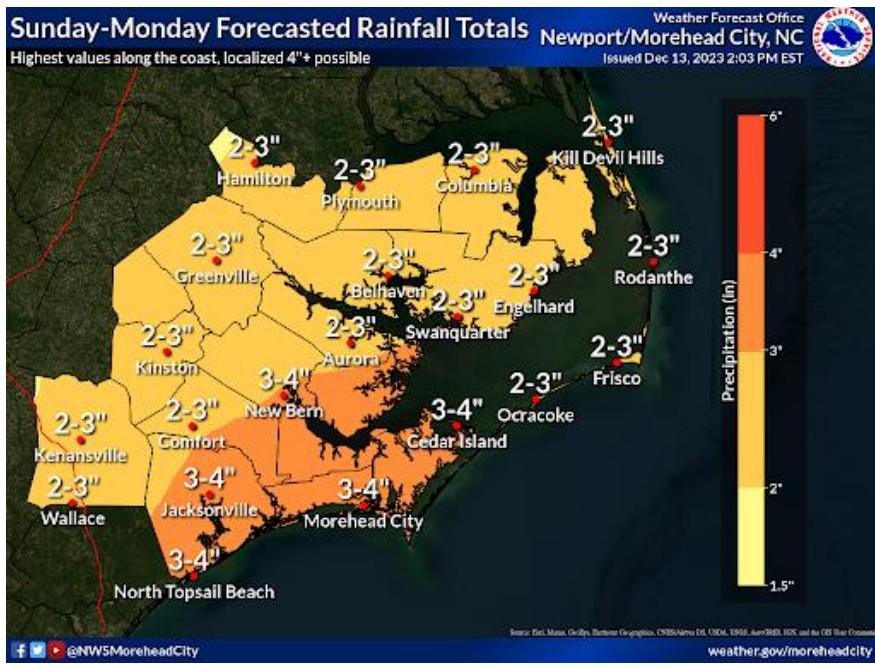 Sunday-Monday Forecasted Rainfall Totals
Highest values along the coast, localized 4"+ possible
Weather Forecast Office
Newport/Morehead City, NC
Issued Dec 13, 2023 2:03 PM EST
2-3"
Kill Devil Hills
2-3"
Hamilton
2-3"
Plymouth
2-3"
Columbia
2-3"
Greenville
2-3"
Rodanthe
2-3"
Belhaven
2-3"
Engelhard
2-3"
Swanquarter
2-3"
Aurora
2-3"
Kinston
2-3"
Frisco
3-4"
New Bern
2-3"
Ocracoke
2-3"
Comfort
3-4"
Cedar Island
2-3"
Kenansville
3-4"
Jacksonville
3-4"
Morehead City
2-3"
Wallace
3-4"
North Topsail Beach
Precipitation (in)
6"
4"
3"
2"
1.5"
@NWSMoreheadCity
weather.gov/moreheadcity